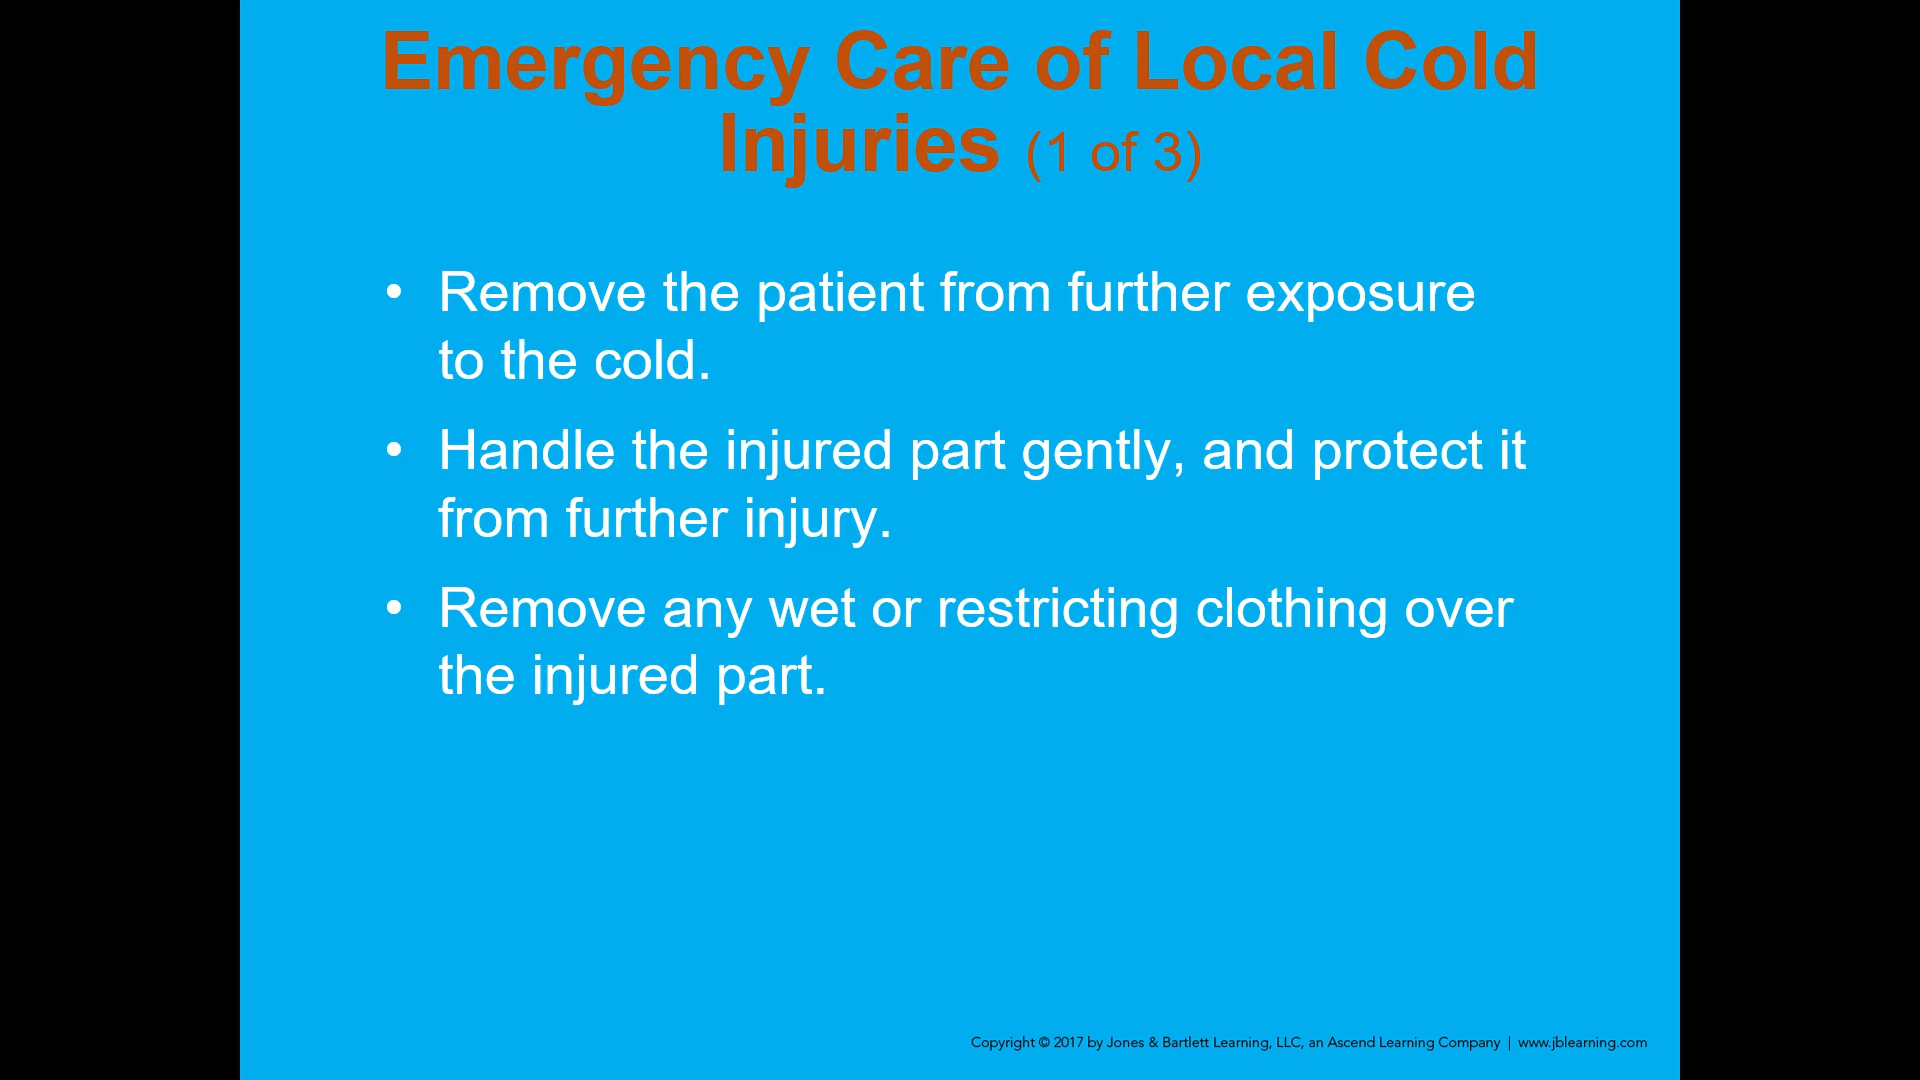 Emergency Care of Local Cold
Injuries (1 of 3)
• Remove the patient from further exposure
to the cold.
• Handle the injured part gently, and protect it
from further injury.
• Remove any wet or restricting clothing over
the injured part.
Copyright © 2017 by Jones & Bartlett Learning, LLC, an Ascend Learning Company | www.jblearning.com